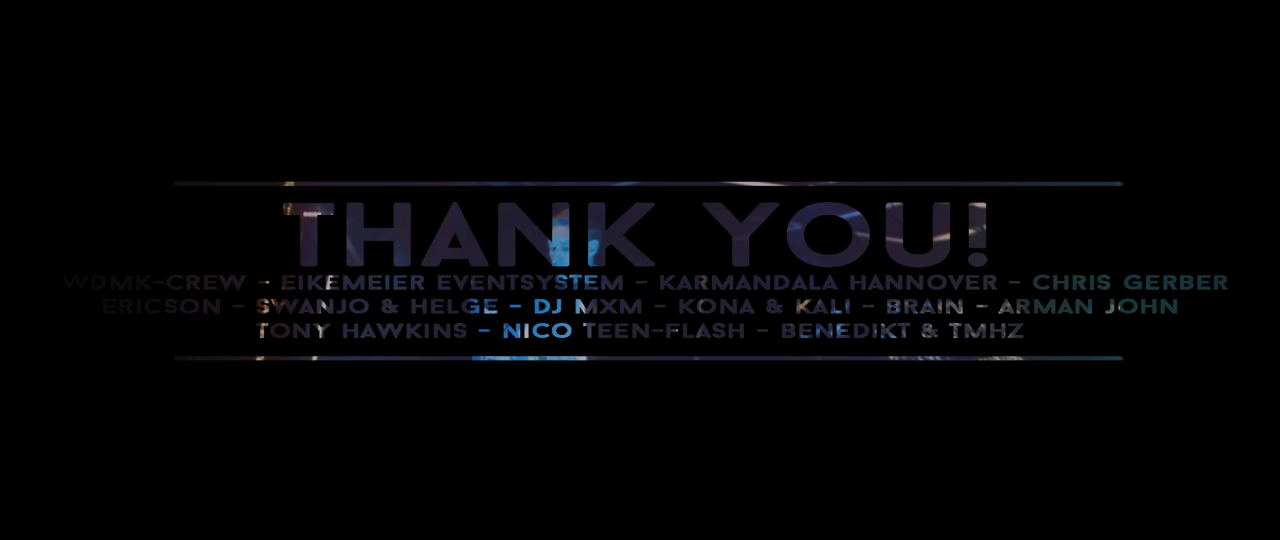 THANK YOU!
WDMK-CREW - EIKEMEIER EVENTSYSTEM - KARMANDALA HANNOVER - CHRIS GERBER
ERICSON - SWANJO & HELGE - DJ MXM - KONA & KALI - BRAIN - ARMAN JOHN
TONY HAWKINS - NICO TEEN-FLASH - BENEDIKT & TMHZ